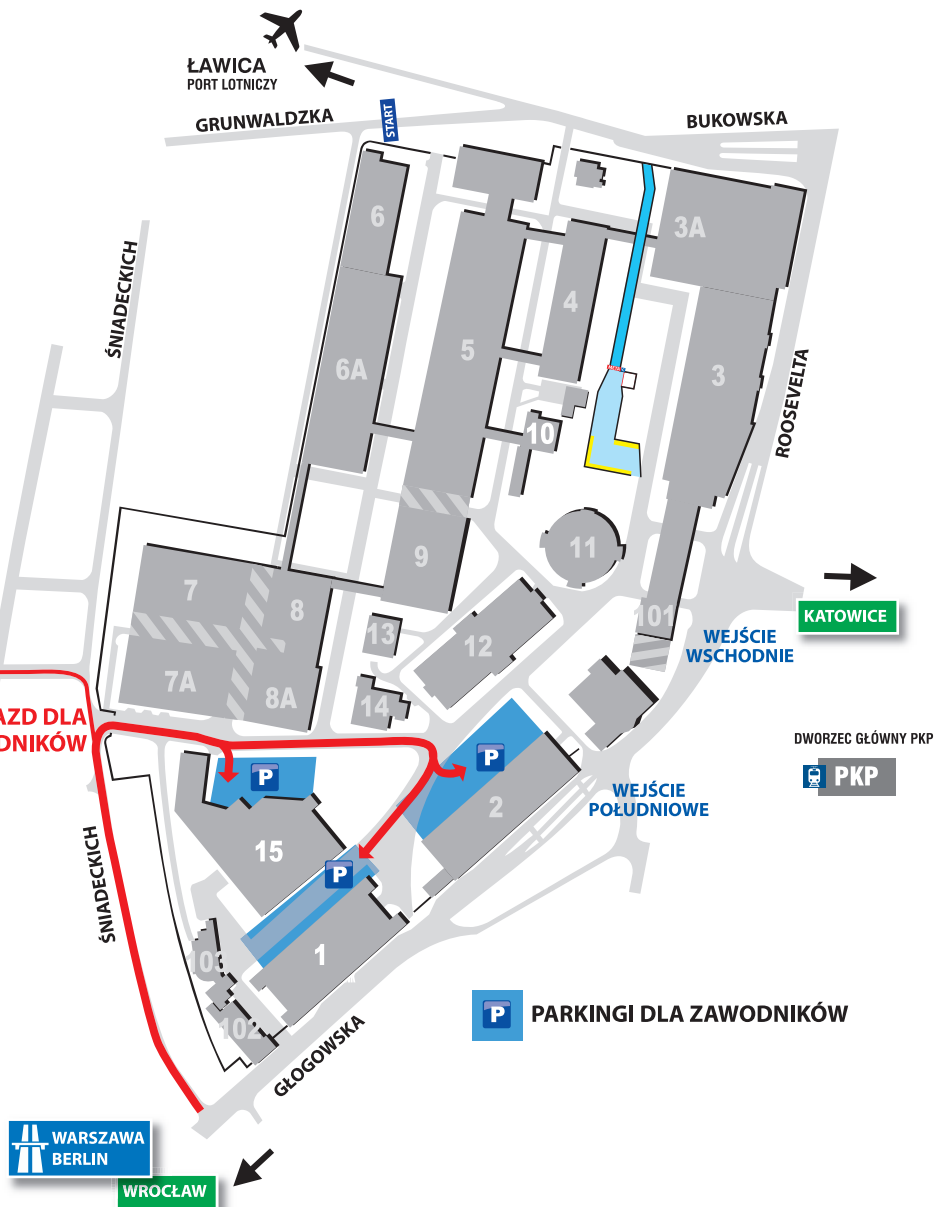 ŁAWICA
PORT LOTNICZY
START
GRUNWALDZKA
BUKOWSKA
ŚNIADECKICH
6
3A
4
5
6A
3
ROOSEVELTA
10
11
9
7
8
101
KATOWICE
13
12
WEJŚCIE
WSCHODNIE
7A
8A
14
AZD DLA
DNIKÓW
DWORZEC GŁÓWNY PKP
PKP
P
P
WEJŚCIE
POŁUDNIOWE
2
15
P
ŚNIADECKICH
1
103
102
P PARKINGI DLA ZAWODNIKÓW
GŁOGOWSKA
WARSZAWA
BERLIN
WROCŁAW